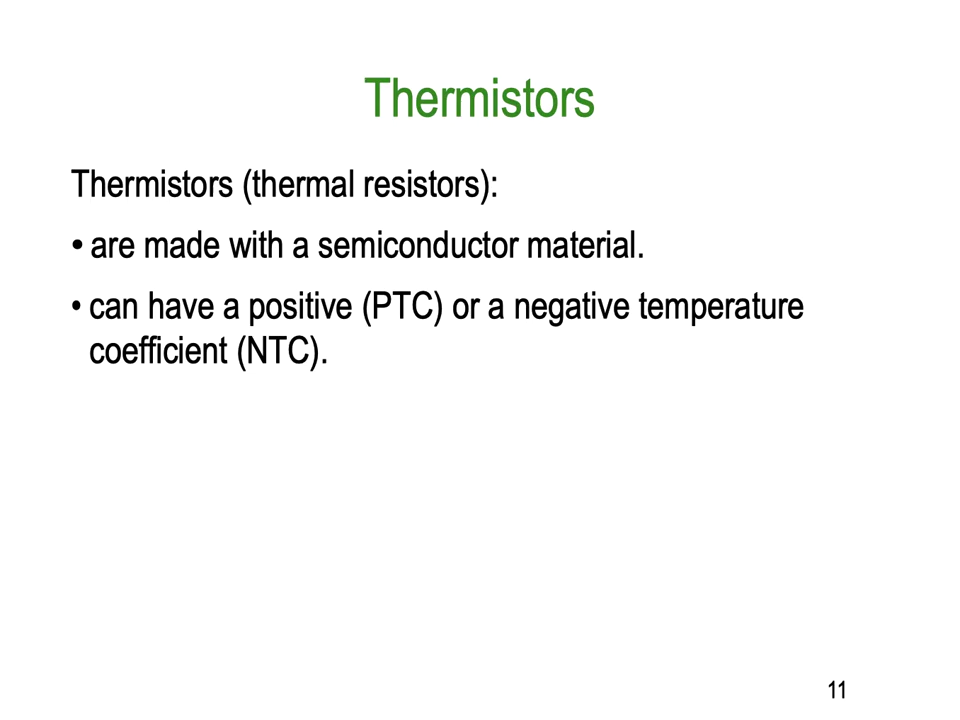 Thermistors
Thermistors (thermal resistors):
• are made with a semiconductor material.
• can have a positive (PTC) or a negative temperature
coefficient (NTC).
11